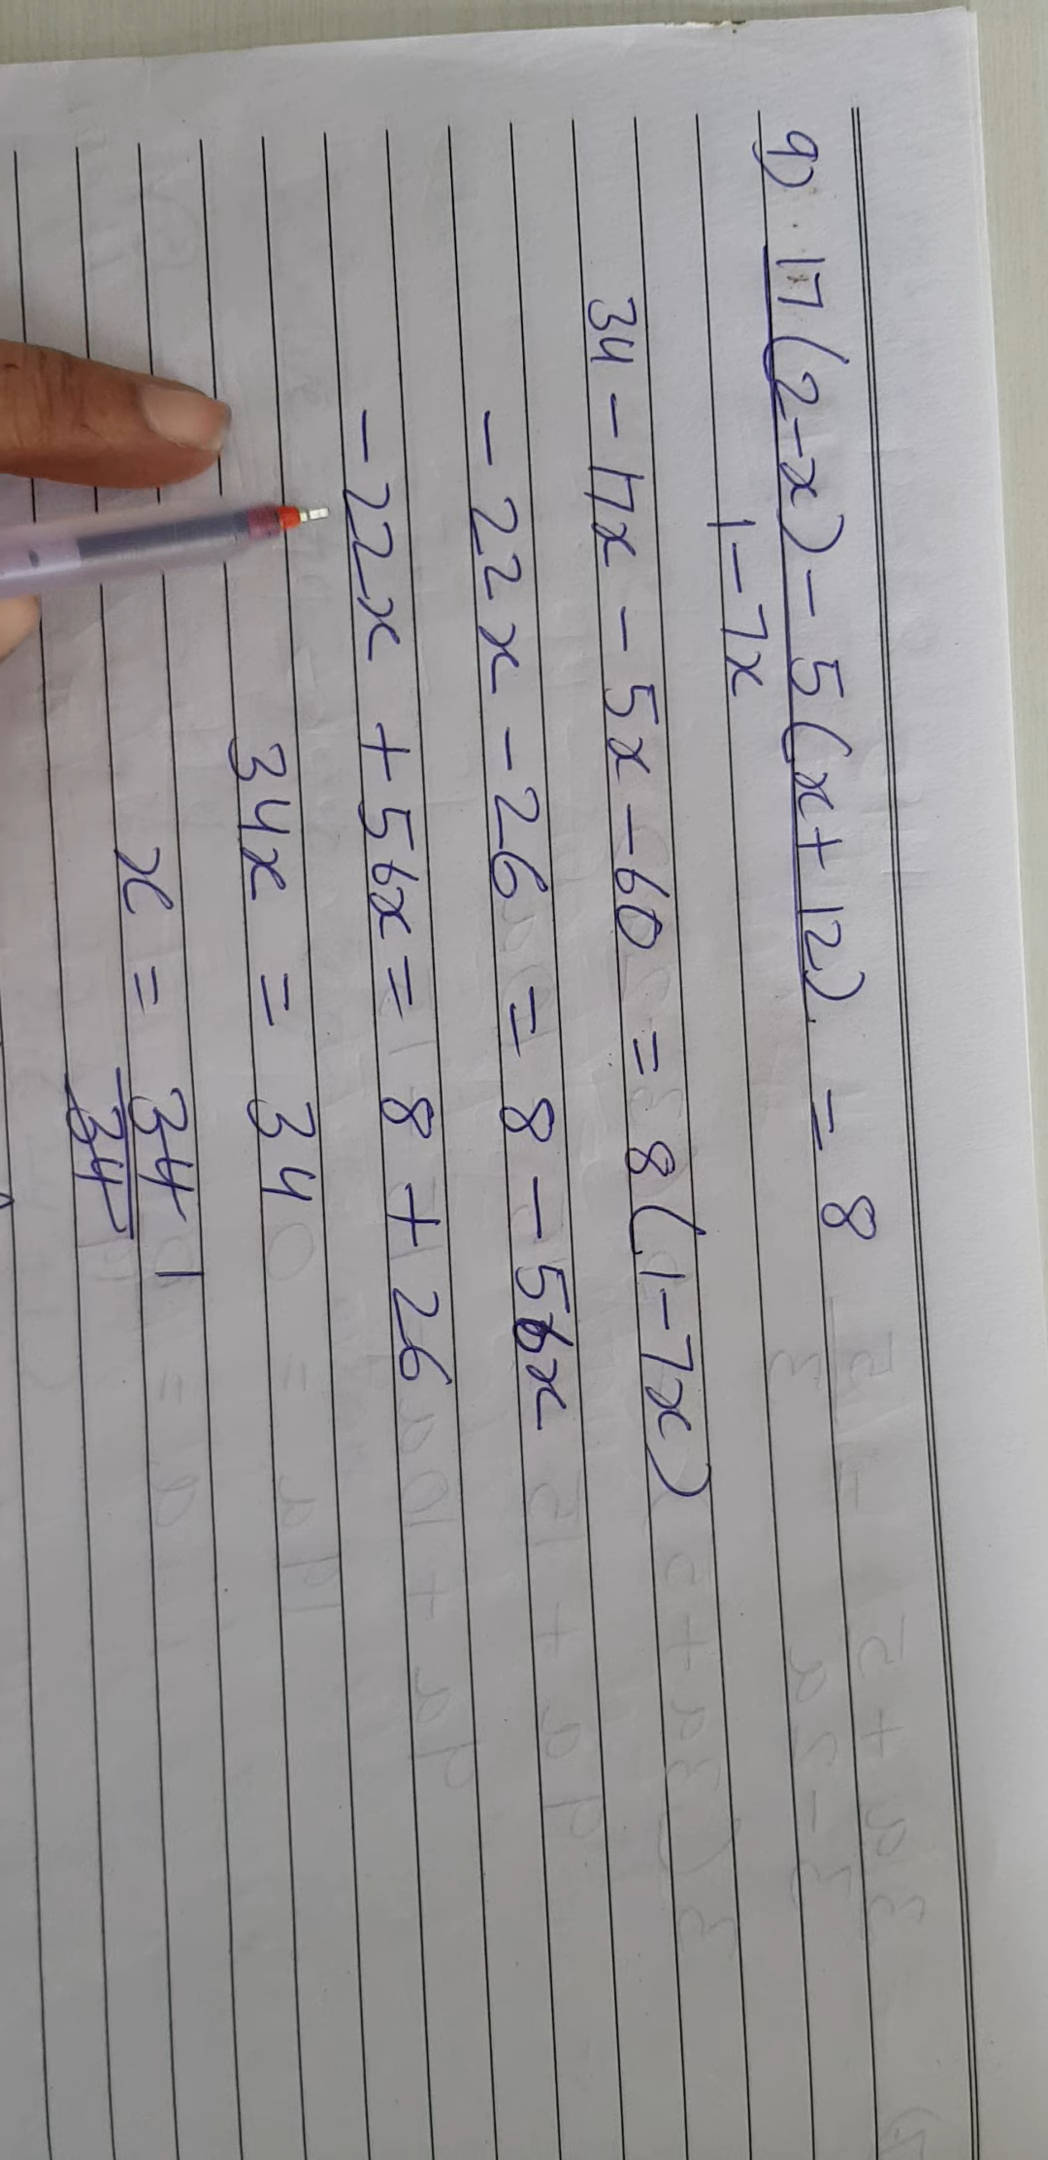 9) 17(2-x)-5(x+12) = 8
1-7x
34-17x-5x-60 = 8(1-7x)
-22x-26 = 8-56x
-22x+56x = 8+26
34x = 34
x = 34 1
34